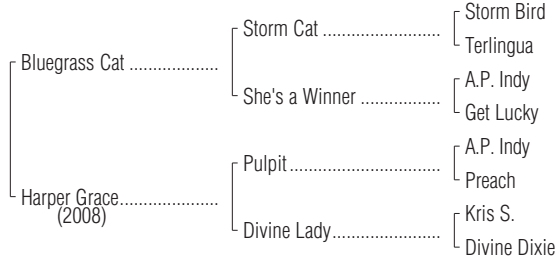 Storm Bird
Storm Cat ........................
Bluegrass Cat ..................
Terlingua
A.P. Indy
She's a Winner ................
Get Lucky
A.P. Indy
Pulpit...............................
Harper Grace....................
(2008)
Preach
Kris S.
Divine Lady......................
Divine Dixie